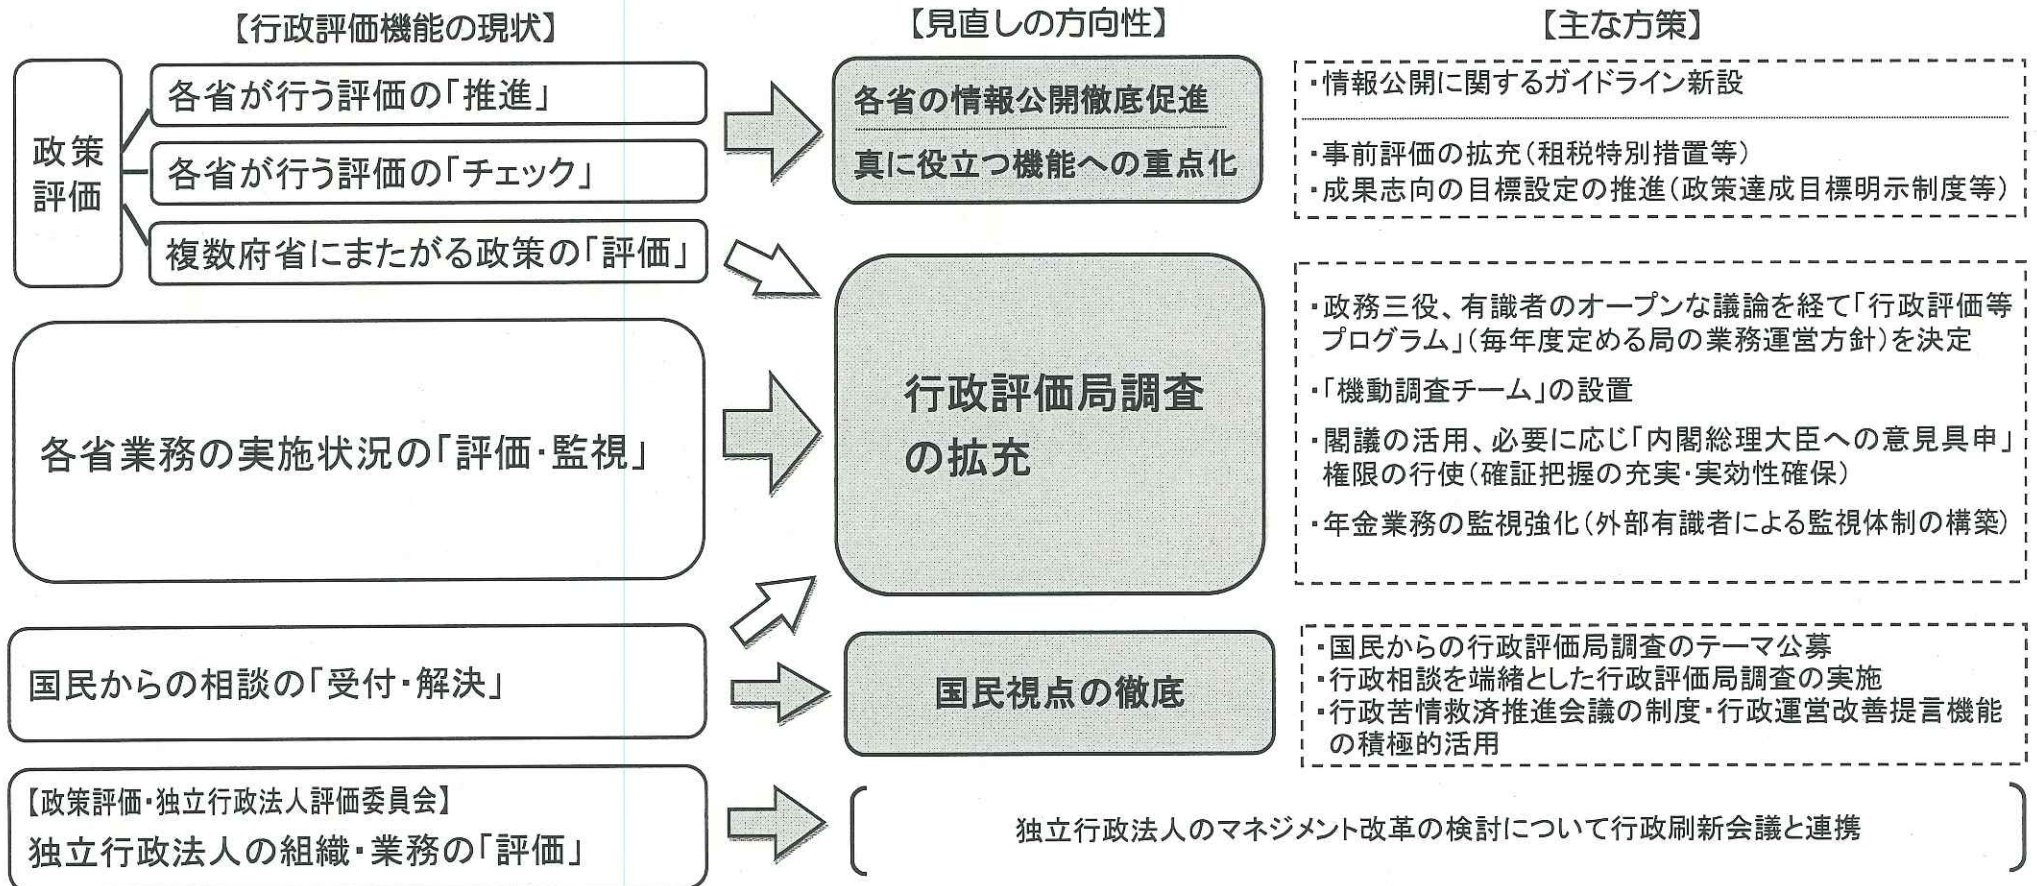 【行政評価機能の現状】
【見直しの方向性】
【主な方策】
政策
評価
各省が行う評価の「推進」
各省が行う評価の「チェック」
複数府省にまたがる政策の「評価」
各省の情報公開徹底促進
真に役立つ機能への重点化
・情報公開に関するガイドライン新設
・事前評価の拡充(租税特別措置等)
・成果志向の目標設定の推進(政策達成目標明示制度等)
各省業務の実施状況の「評価・監視」
行政評価局調査
の拡充
・政務三役、有識者のオープンな議論を経て「行政評価等
プログラム」(毎年度定める局の業務運営方針)を決定
・「機動調査チーム」の設置
・閣議の活用、必要に応じ「内閣総理大臣への意見具申」
権限の行使(確証把握の充実・実効性確保)
・年金業務の監視強化(外部有識者による監視体制の構築)
国民からの相談の「受付・解決」
国民視点の徹底
・国民からの行政評価局調査のテーマ公募
・行政相談を端緒とした行政評価局調査の実施
・行政苦情救済推進会議の制度・行政運営改善提言機能
の積極的活用
【政策評価・独立行政法人評価委員会】
独立行政法人の組織・業務の「評価」
独立行政法人のマネジメント改革の検討について行政刷新会議と連携